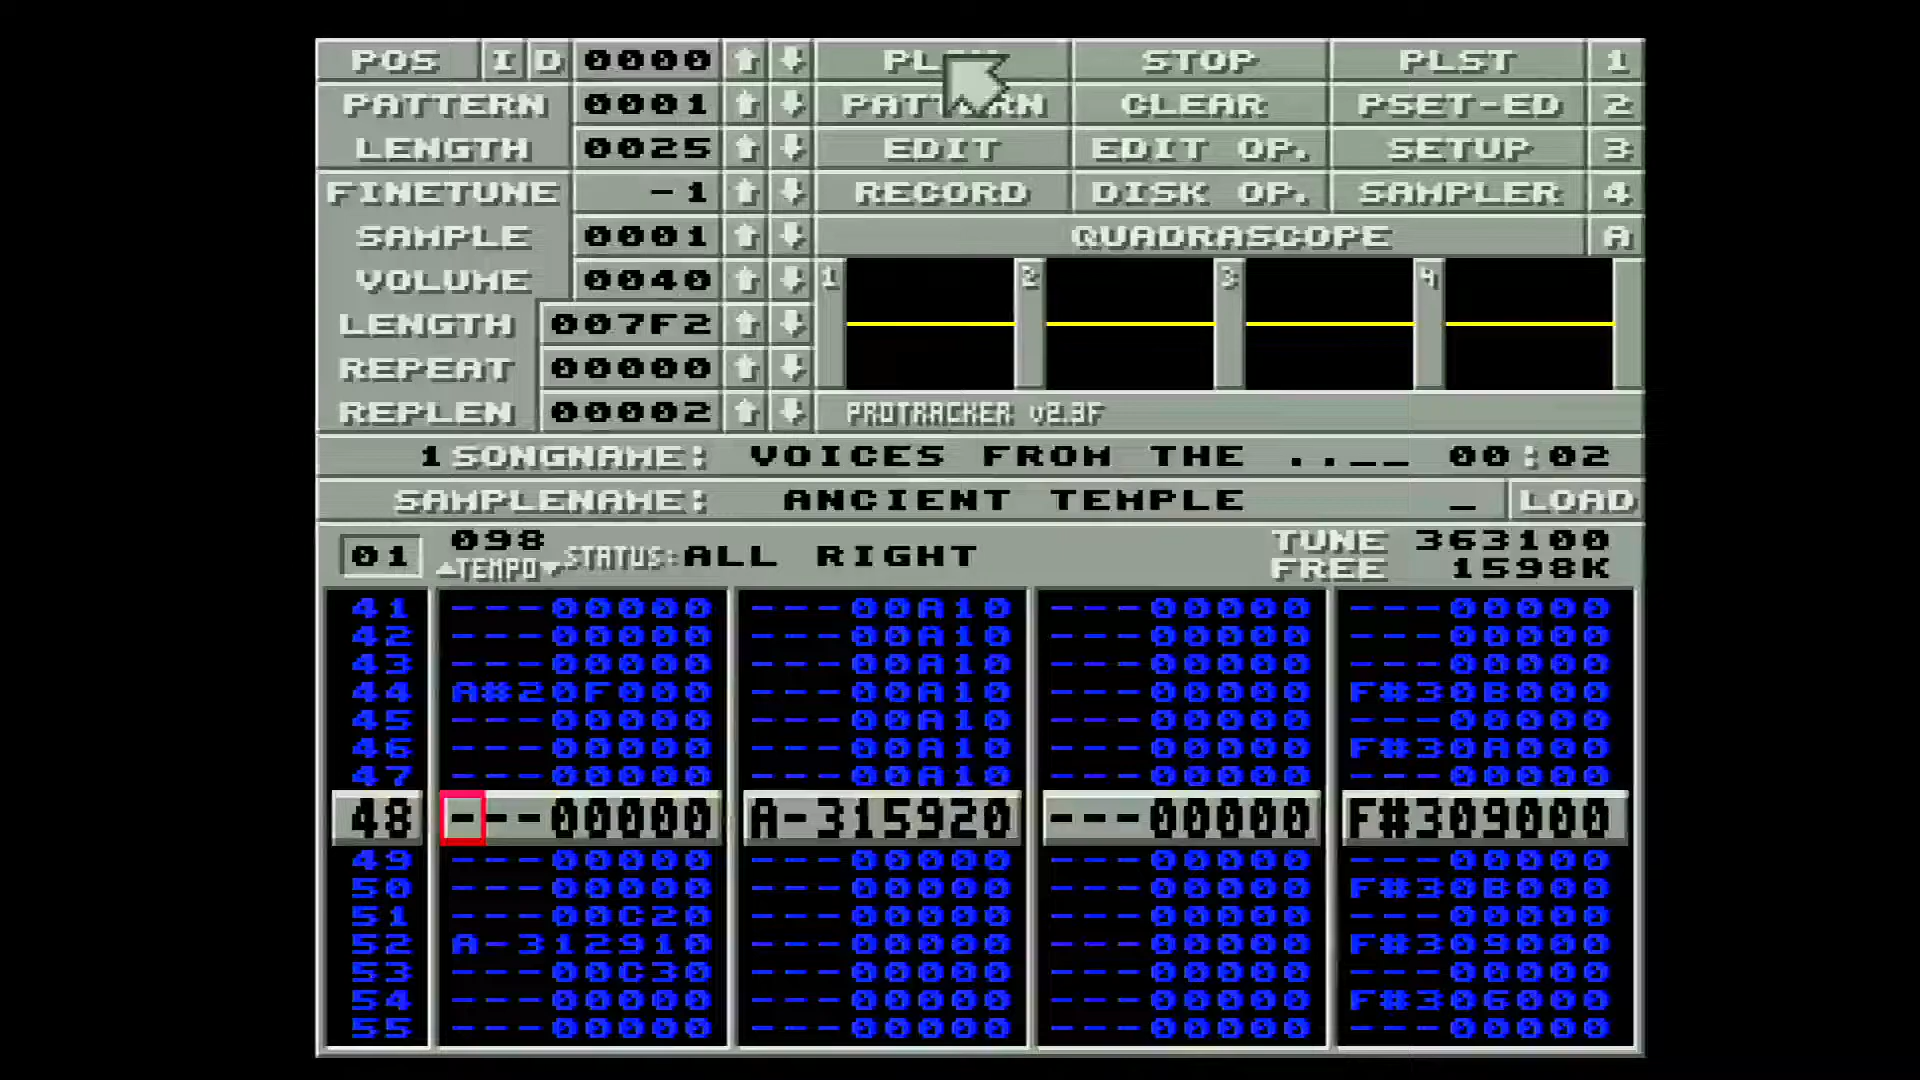 POS I D 0000 STOP PLST 1
PATTERN 0001 CLEAR PSET-ED 2
LENGTH 0025 EDIT EDIT OP. SETUP 3
FINETUNE -1 RECORD DISK OP. SAMPLER 4
SAMPLE 0001 QUADRASCOPE A
VOLUME 0040 1 2 3 4
LENGTH 007F2
REPEAT 00000
REPLEN 00002 PROTRACKER v2.3F
1 SONGNAME: VOICES FROM THE ..__ 00:02
SAMPLENAME: ANCIENT TEMPLE _ LOAD
01 098 TEMPO STATUS: ALL RIGHT TUNE 363100
FREE 1598K
41 ---00000 ---00A10 ---00000 ---00000
42 ---00000 ---00A10 ---00000 ---00000
43 ---00000 ---00A10 ---00000 ---00000
44 A#20F000 ---00A10 ---00000 F#30B000
45 ---00000 ---00A10 ---00000 ---00000
46 ---00000 ---00A10 ---00000 F#30A000
47 ---00000 ---00A10 ---00000 ---00000
48 ---00000 A-315920 ---00000 F#309000
49 ---00000 ---00000 ---00000 ---00000
50 ---00000 ---00000 ---00000 F#30B000
51 ---00C20 ---00000 ---00000 ---00000
52 A-312910 ---00000 ---00000 F#309000
53 ---00C30 ---00000 ---00000 ---00000
54 ---00000 ---00000 ---00000 F#306000
55 ---00000 ---00000 ---00000 ---00000